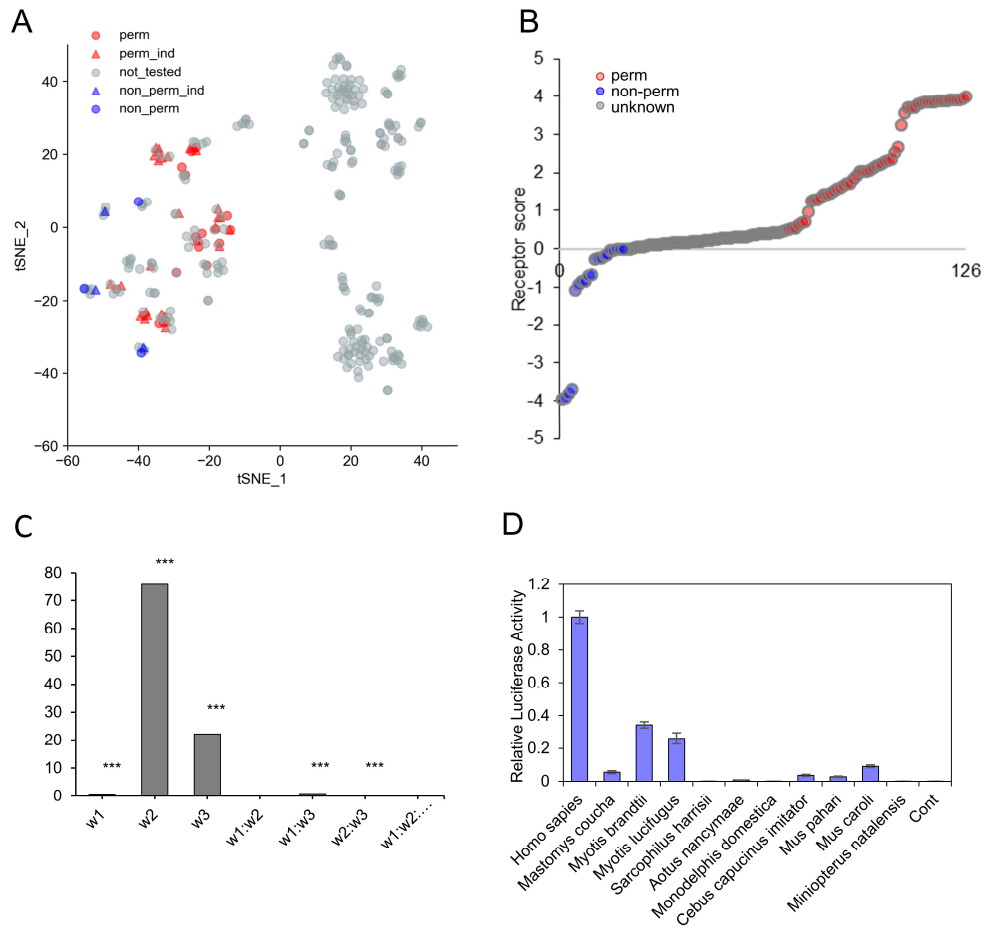 A
perm
perm_ind
not_tested
non_perm_ind
non_perm
40
20
0
−20
−40
−60
−60
−40
−20
0
20
40
tSNE_2
tSNE_1
B
perm
non-perm
unknown
5
4
3
2
1
0
-1
-2
-3
-4
-5
0
126
Receptor score
C
***
***
***
***
***
80
70
60
50
40
30
20
10
0
w1
w2
w3
w1:w2
w1:w3
w2:w3
w1:w2:...
D
1.2
1
0.8
0.6
0.4
0.2
0
Relative Luciferase Activity
Homo sapies
Mastomys coucha
Myotis brandtii
Myotis lucifugus
Sarcophilus harrisii
Aotus nancymaae
Monodelphis domestica
Cebus capucinus imitator
Mus pahari
Mus caroli
Miniopterus natalensis
Cont